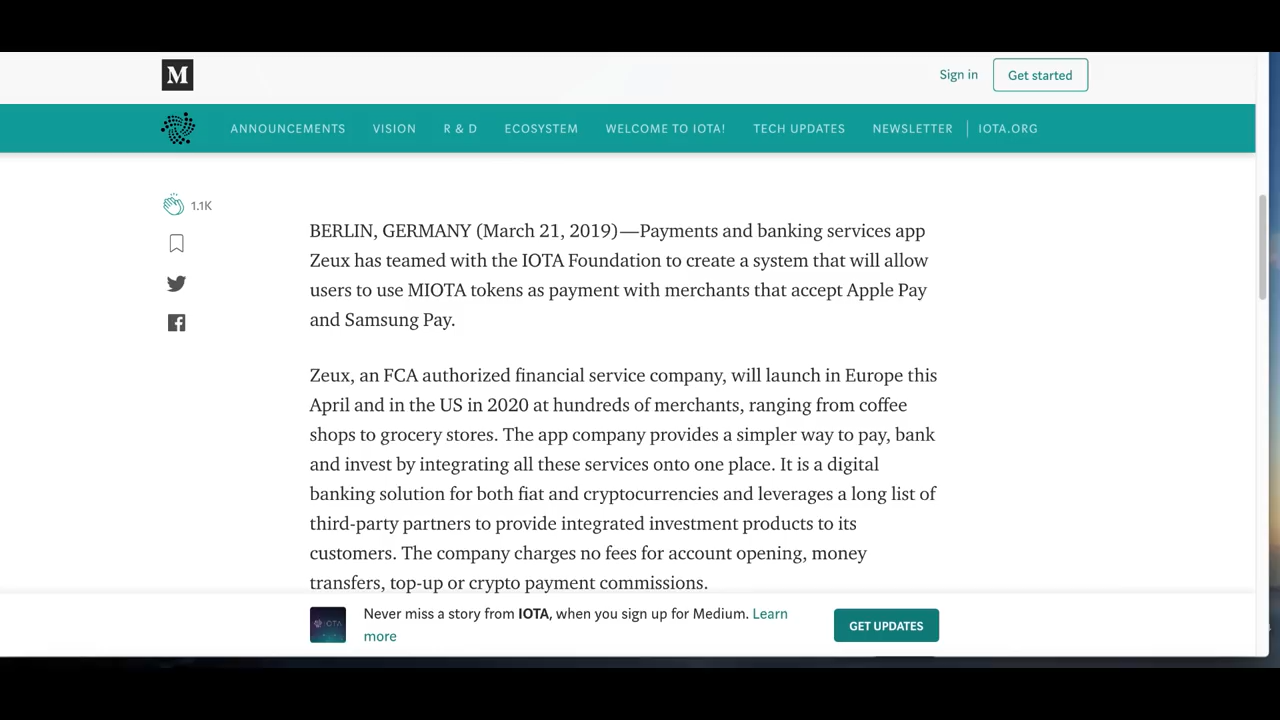 M
Sign in
Get started
ANNOUNCEMENTS VISION R & D ECOSYSTEM WELCOME TO IOTA! TECH UPDATES NEWSLETTER IOTA.ORG
1.1K
BERLIN, GERMANY (March 21, 2019)—Payments and banking services app
Zeux has teamed with the IOTA Foundation to create a system that will allow
users to use MIOTA tokens as payment with merchants that accept Apple Pay
and Samsung Pay.
Zeux, an FCA authorized financial service company, will launch in Europe this
April and in the US in 2020 at hundreds of merchants, ranging from coffee
shops to grocery stores. The app company provides a simpler way to pay, bank
and invest by integrating all these services onto one place. It is a digital
banking solution for both fiat and cryptocurrencies and leverages a long list of
third-party partners to provide integrated investment products to its
customers. The company charges no fees for account opening, money
transfers, top-up or crypto payment commissions.
IOTA
Never miss a story from IOTA, when you sign up for Medium. Learn
more
GET UPDATES